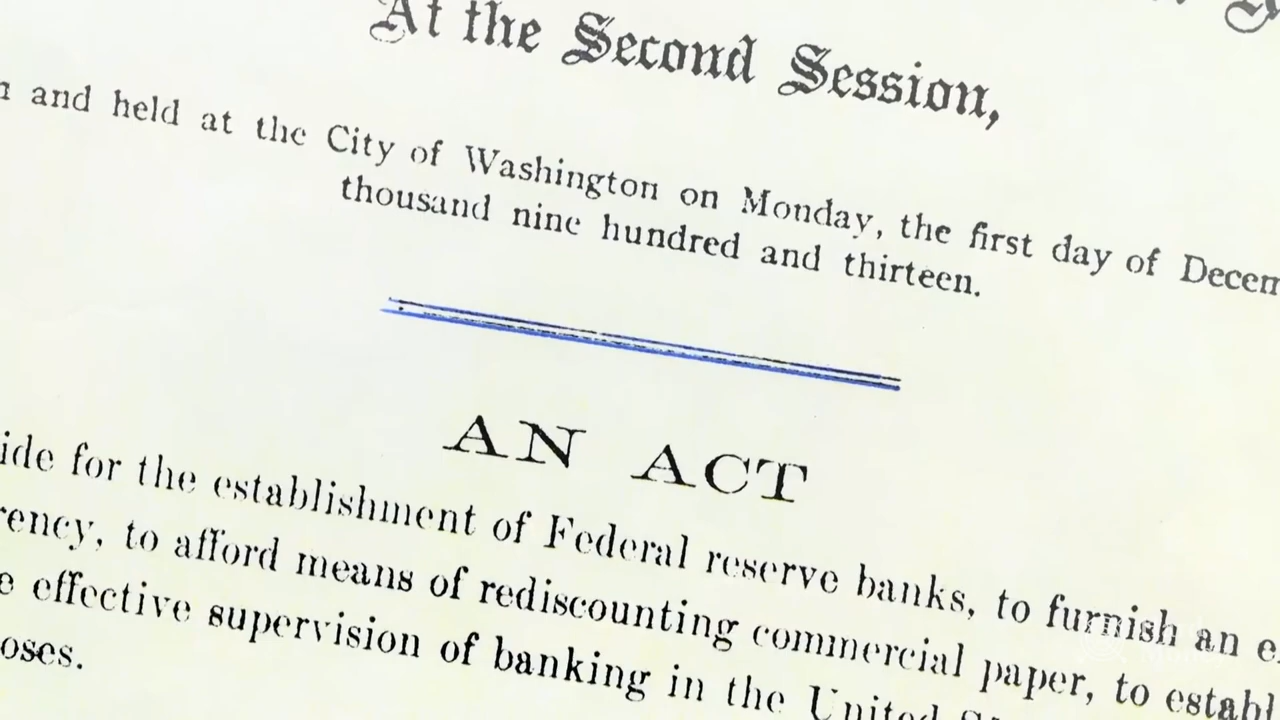 At the Second Session,
and held at the City of Washington on Monday, the first day of Decem
thousand nine hundred and thirteen.
AN ACT
ide for the establishment of Federal reserve banks, to furnish an e
rency, to afford means of rediscounting commercial paper, to establ
e effective supervision of banking in the United
oses.